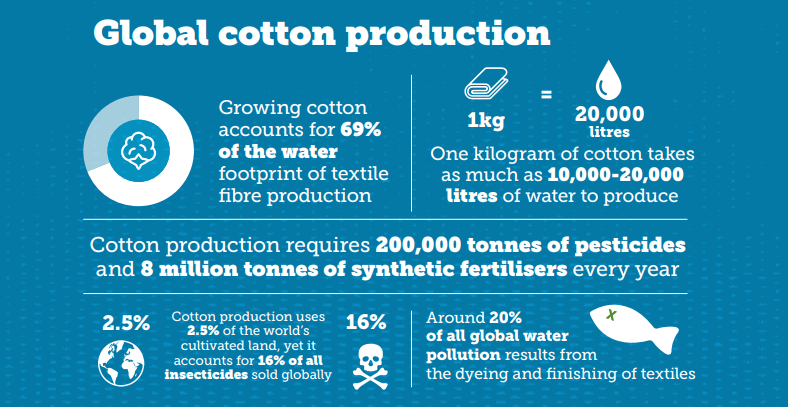 Global cotton production
Growing cotton
accounts for 69%
of the water
footprint of textile
fibre production
1kg
=
20,000
litres
One kilogram of cotton takes
as much as 10,000-20,000
litres of water to produce
Cotton production requires 200,000 tonnes of pesticides
and 8 million tonnes of synthetic fertilisers every year
2.5%
Cotton production uses
2.5% of the world's
cultivated land, yet it
accounts for 16% of all
insecticides sold globally
16%
Around 20%
of all global water
pollution results from
the dyeing and finishing of textiles